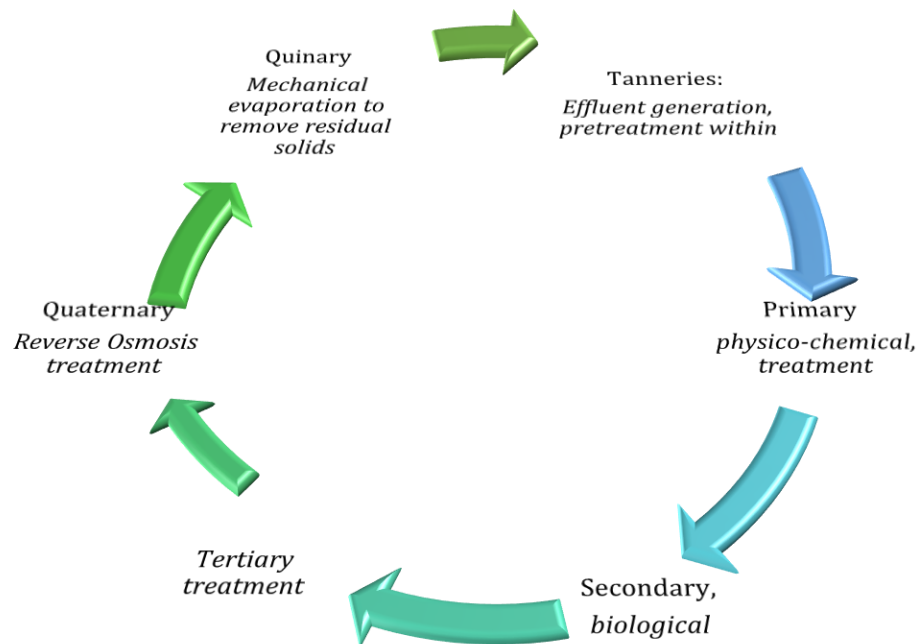 Quinary
Mechanical
evaporation to
remove residual
solids
Tanneries:
Effluent generation,
pretreatment within
Primary
physico-chemical,
treatment
Secondary,
biological
Tertiary
treatment
Quaternary
Reverse Osmosis
treatment